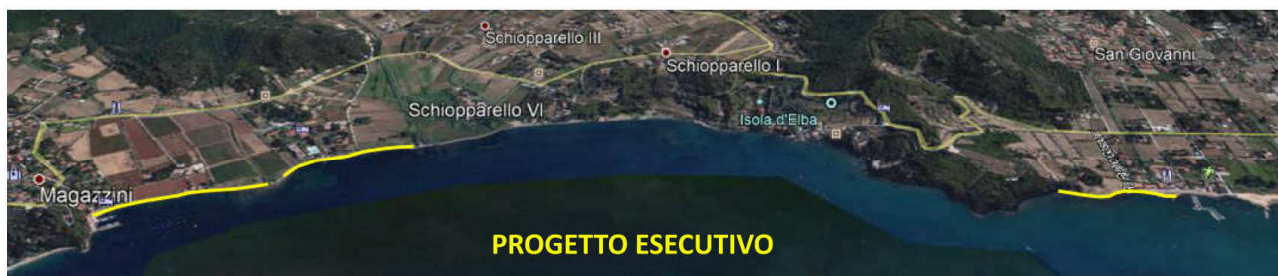 Schiopparello III
San Giovanni
Schiopparello I
Schiopparello VI
Isola d'Elba
Magazzini
PROGETTO ESECUTIVO